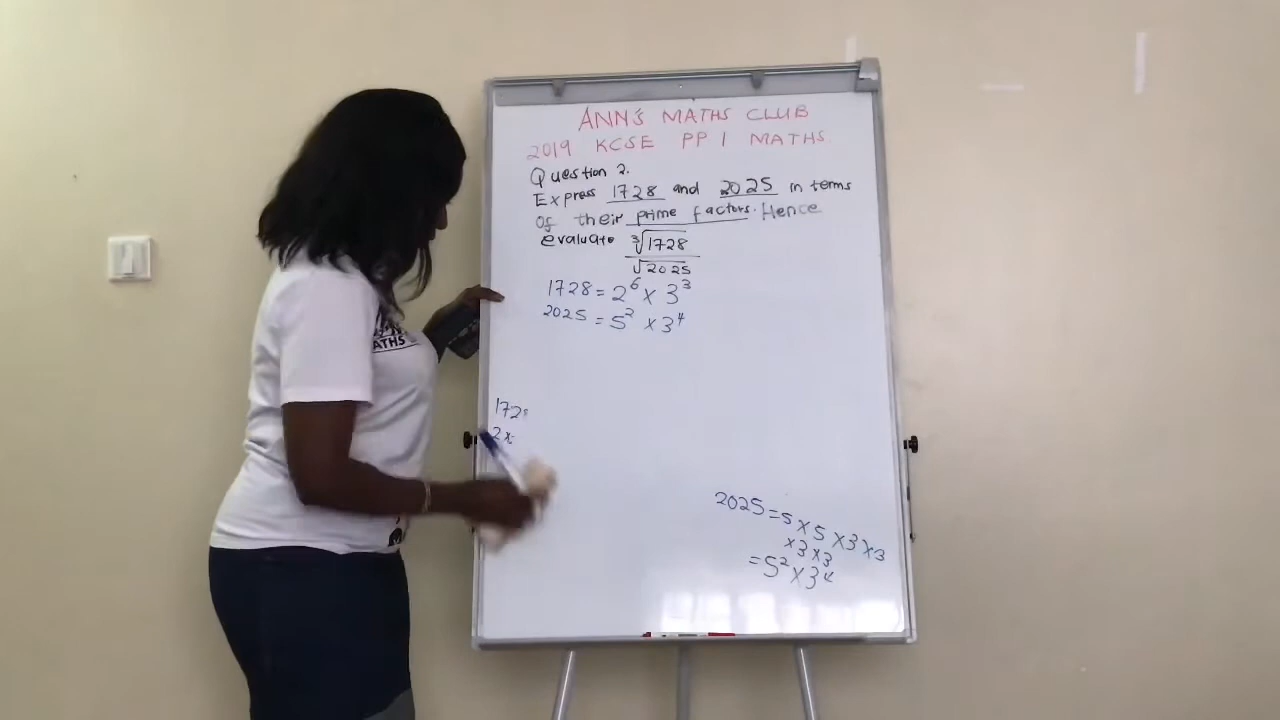 ANN'S MATHS CLUB
2019 KCSE PP 1 MATHS
Question 2.
Express 1728 and 2025 in terms
of their prime factors. Hence
evaluate ∛1728
√2025
1728 = 2⁶ × 3³
2025 = 5² × 3⁴
172
2 ×
2025 = 5 × 5 × 3 × 3
× 3 × 3
= 5² × 3⁴
MATHS